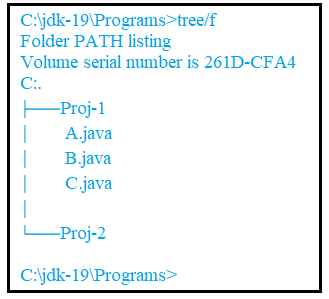 C:\jdk-19\Programs>tree/f
Folder PATH listing
Volume serial number is 261D-CFA4
C:.
├───Proj-1
│       A.java
│       B.java
│       C.java
│
└───Proj-2
C:\jdk-19\Programs>